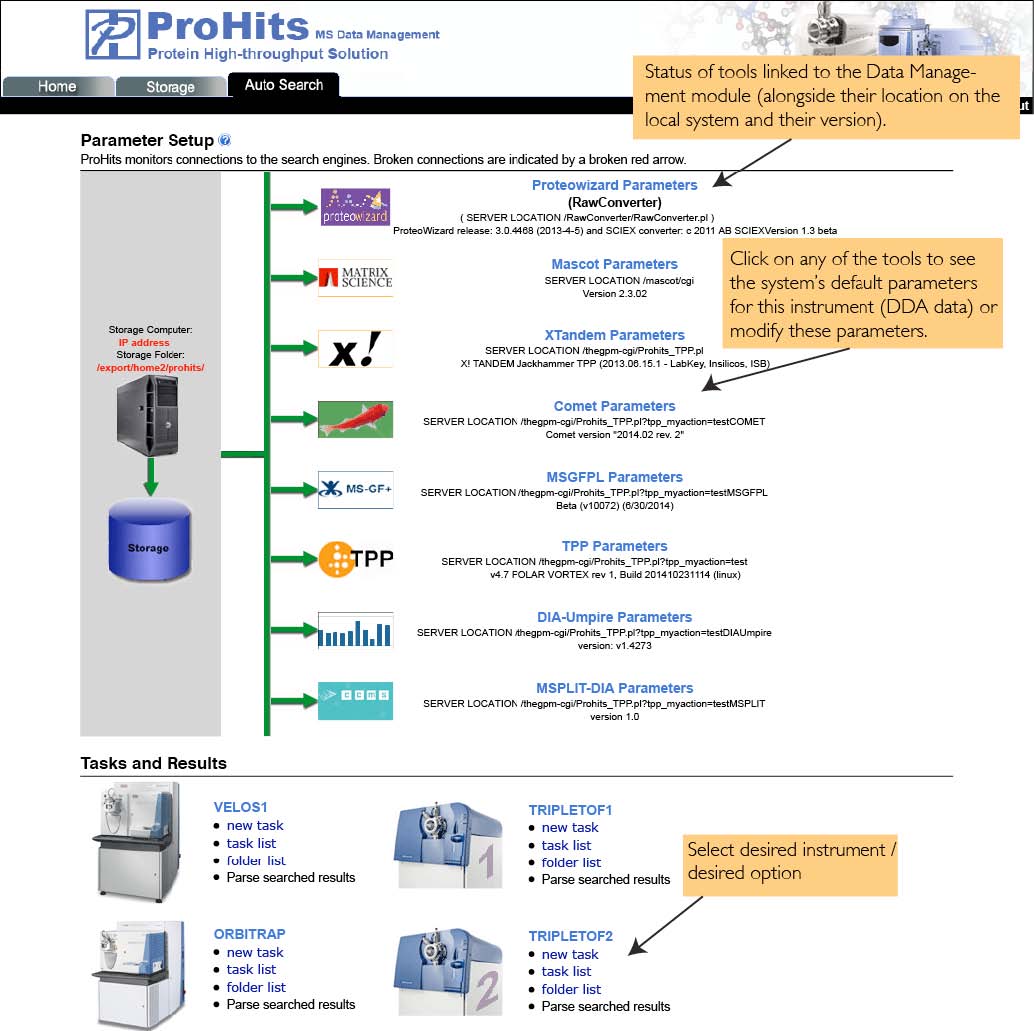 ProHits MS Data Management
Protein High-throughput Solution
Home
Storage
Auto Search
ut
Status of tools linked to the Data Manage-
ment module (alongside their location on the
local system and their version).
Parameter Setup ?
ProHits monitors connections to the search engines. Broken connections are indicated by a broken red arrow.
Storage Computer:
IP address
Storage Folder:
/export/home2/prohits/
Storage
proteowizard
Proteowizard Parameters
(RawConverter)
( SERVER LOCATION /RawConverter/RawConverter.pl )
ProteoWizard release: 3.0.4468 (2013-4-5) and SCIEX converter: c 2011 AB SCIEXVersion 1.3 beta
MATRIX
SCIENCE
Mascot Parameters
SERVER LOCATION /mascot/cgi
Version 2.3.02
Click on any of the tools to see
the system's default parameters
for this instrument (DDA data) or
modify these parameters.
x!
XTandem Parameters
SERVER LOCATION /thegpm-cgi/Prohits_TPP.pl
X! TANDEM Jackhammer TPP (2013.06.15.1 - LabKey, Insilicos, ISB)
Comet Parameters
SERVER LOCATION /thegpm-cgi/Prohits_TPP.pl?tpp_myaction=testCOMET
Comet version "2014.02 rev. 2"
MS-GF+
MSGFPL Parameters
SERVER LOCATION /thegpm-cgi/Prohits_TPP.pl?tpp_myaction=testMSGFPL
Beta (v10072) (6/30/2014)
TPP
TPP Parameters
SERVER LOCATION /thegpm-cgi/Prohits_TPP.pl?tpp_myaction=test
v4.7 FOLAR VORTEX rev 1, Build 201410231114 (linux)
DIA-Umpire Parameters
SERVER LOCATION /thegpm-cgi/Prohits_TPP.pl?tpp_myaction=testDIAUmpire
version: v1.4273
ccms
MSPLIT-DIA Parameters
SERVER LOCATION /thegpm-cgi/Prohits_TPP.pl?tpp_myaction=testMSPLIT
version 1.0
Tasks and Results
VELOS1
• new task
• task list
• folder list
• Parse searched results
1
TRIPLETOF1
• new task
• task list
• folder list
• Parse searched results
Select desired instrument /
desired option
ORBITRAP
• new task
• task list
• folder list
• Parse searched results
2
TRIPLETOF2
• new task
• task list
• folder list
• Parse searched results